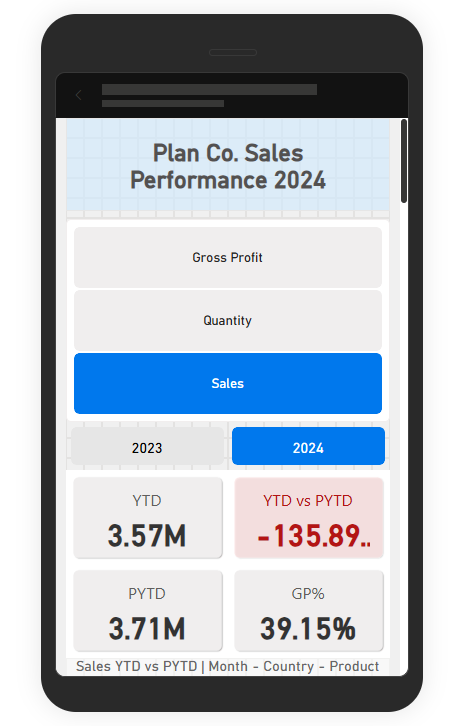 Plan Co. Sales
Performance 2024
Gross Profit
Quantity
Sales
2023
2024
YTD
3.57M
YTD vs PYTD
-135.89..
PYTD
3.71M
GP%
39.15%
Sales YTD vs PYTD | Month - Country - Product